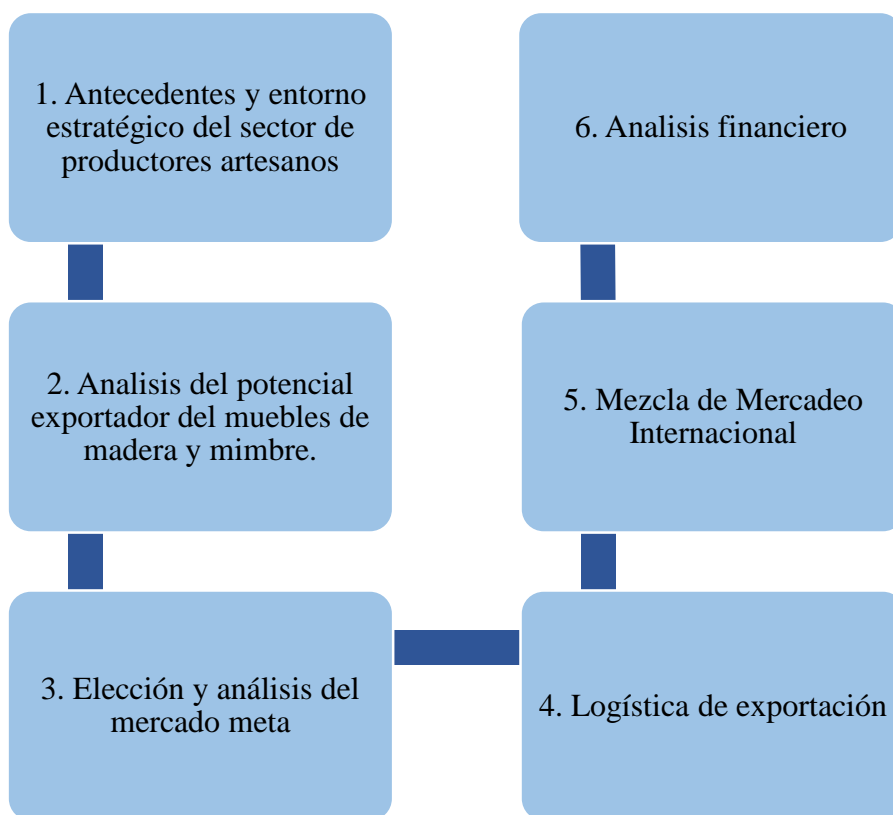 1. Antecedentes y entorno
estratégico del sector de
productores artesanos
2. Analisis del potencial
exportador del muebles de
madera y mimbre.
3. Elección y análisis del
mercado meta
4. Logística de exportación
5. Mezcla de Mercadeo
Internacional
6. Analisis financiero